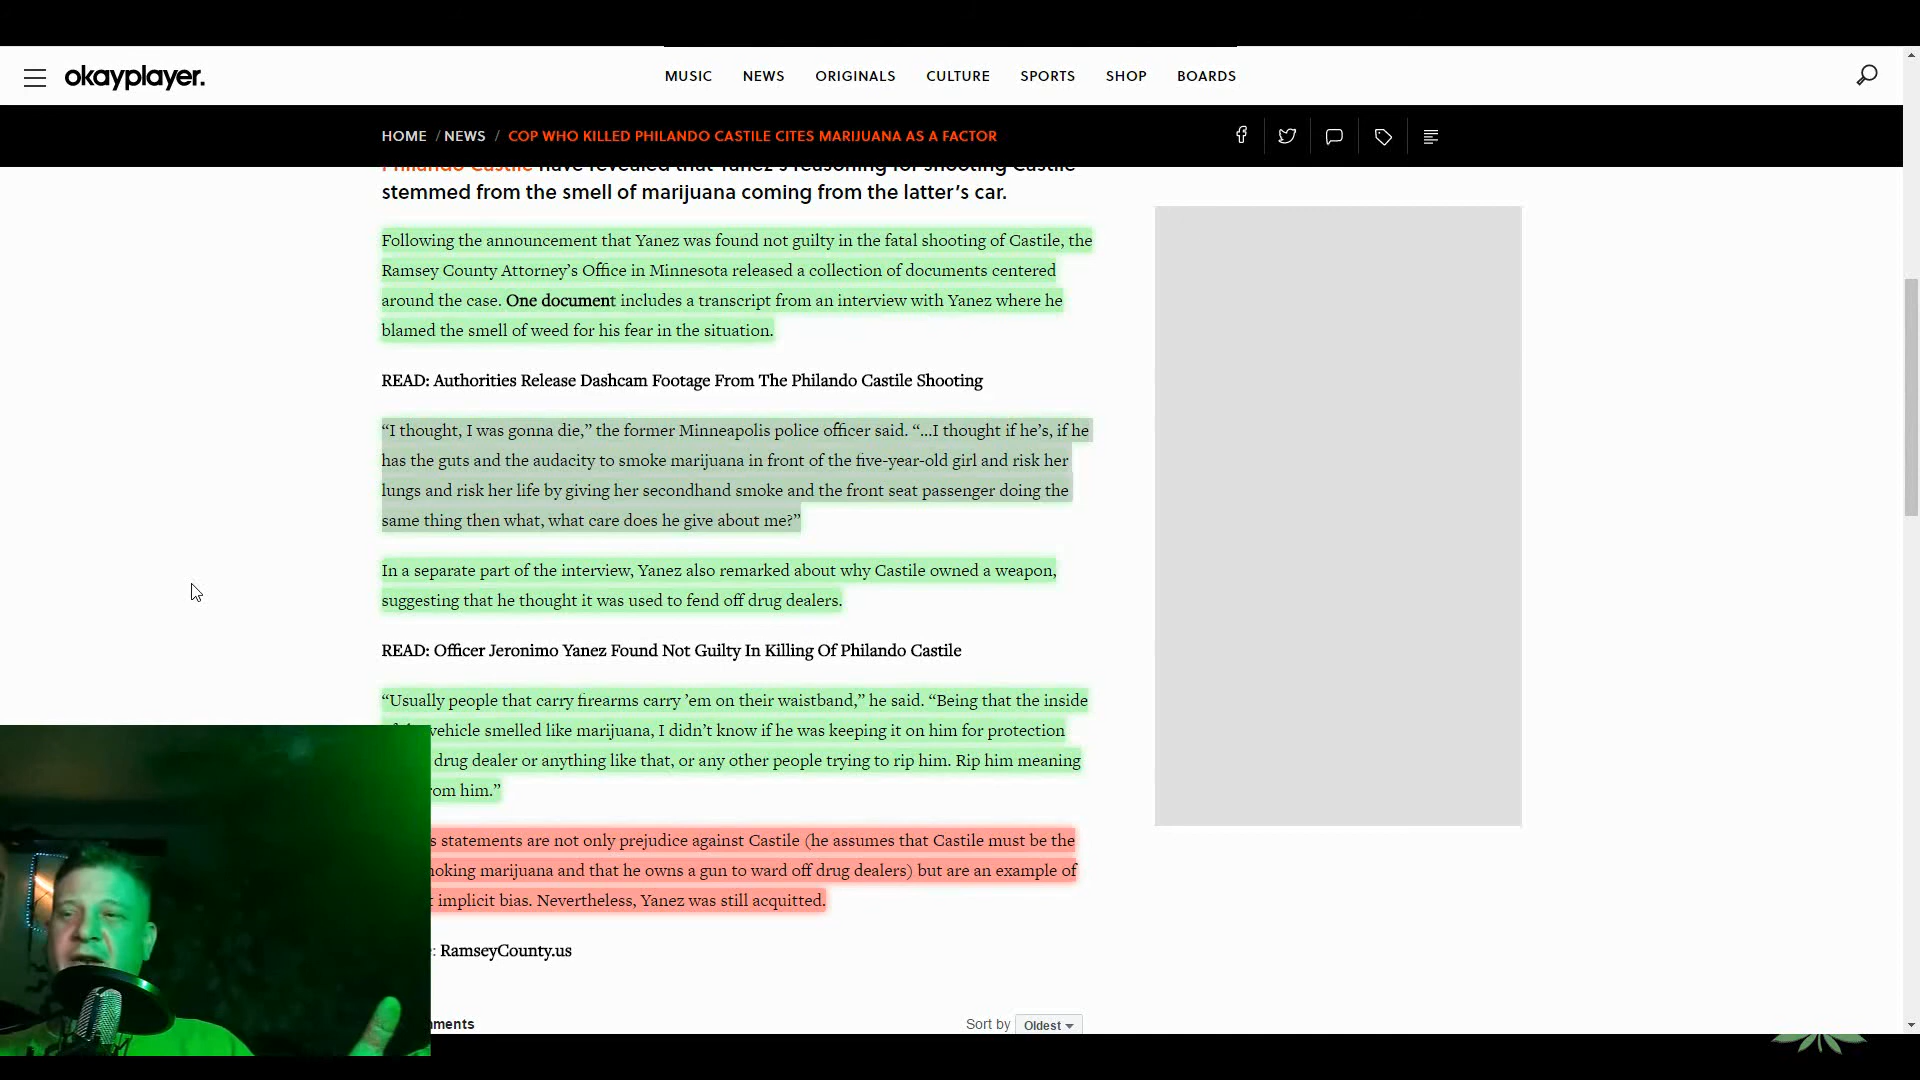 okayplayer.
MUSIC NEWS ORIGINALS CULTURE SPORTS SHOP BOARDS
HOME / NEWS / COP WHO KILLED PHILANDO CASTILE CITES MARIJUANA AS A FACTOR
Philando Castile have revealed that Yanez's reasoning for shooting Castile
stemmed from the smell of marijuana coming from the latter's car.
Following the announcement that Yanez was found not guilty in the fatal shooting of Castile, the
Ramsey County Attorney's Office in Minnesota released a collection of documents centered
around the case. One document includes a transcript from an interview with Yanez where he
blamed the smell of weed for his fear in the situation.
READ: Authorities Release Dashcam Footage From The Philando Castile Shooting
“I thought, I was gonna die,” the former Minneapolis police officer said. “…I thought if he’s, if he
has the guts and the audacity to smoke marijuana in front of the five-year-old girl and risk her
lungs and risk her life by giving her secondhand smoke and the front seat passenger doing the
same thing then what, what care does he give about me?”
In a separate part of the interview, Yanez also remarked about why Castile owned a weapon,
suggesting that he thought it was used to fend off drug dealers.
READ: Officer Jeronimo Yanez Found Not Guilty In Killing Of Philando Castile
“Usually people that carry firearms carry ’em on their waistband,” he said. “Being that the inside
vehicle smelled like marijuana, I didn’t know if he was keeping it on him for protection
drug dealer or anything like that, or any other people trying to rip him. Rip him meaning
om him.”
s statements are not only prejudice against Castile (he assumes that Castile must be the
oking marijuana and that he owns a gun to ward off drug dealers) but are an example of
implicit bias. Nevertheless, Yanez was still acquitted.
: RamseyCounty.us
mments
Sort by Oldest